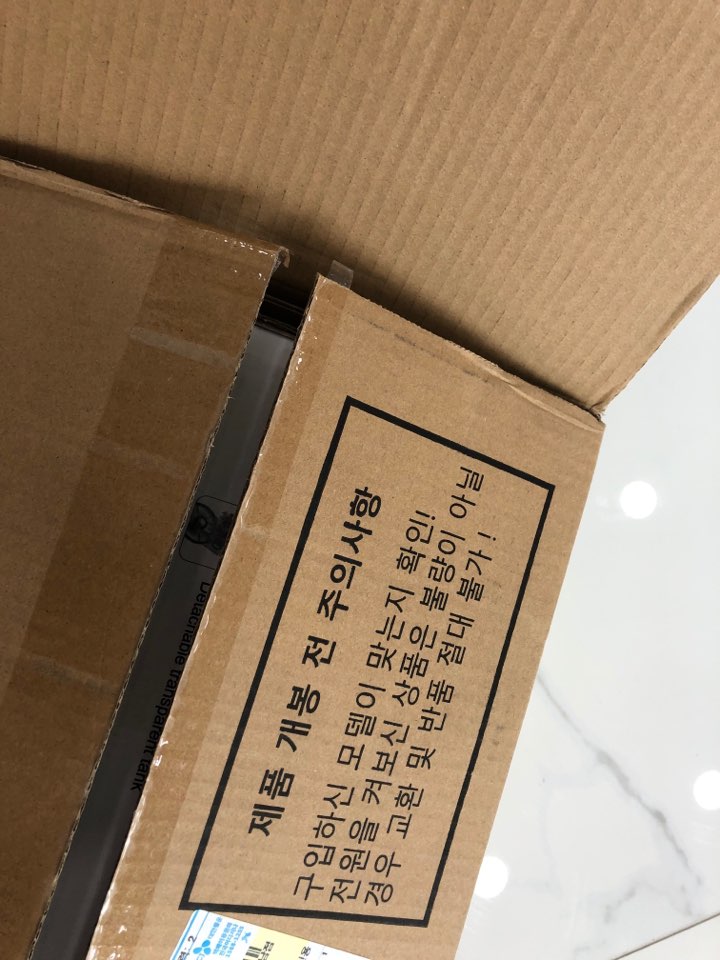 제품 개봉 전 주의사항
구입하신 모델이 맞는지 확인!
전원을 켜보신 상품은 불량이 아닐
경우 교환 및 반품 절대 불가!
Detachable transparent tank